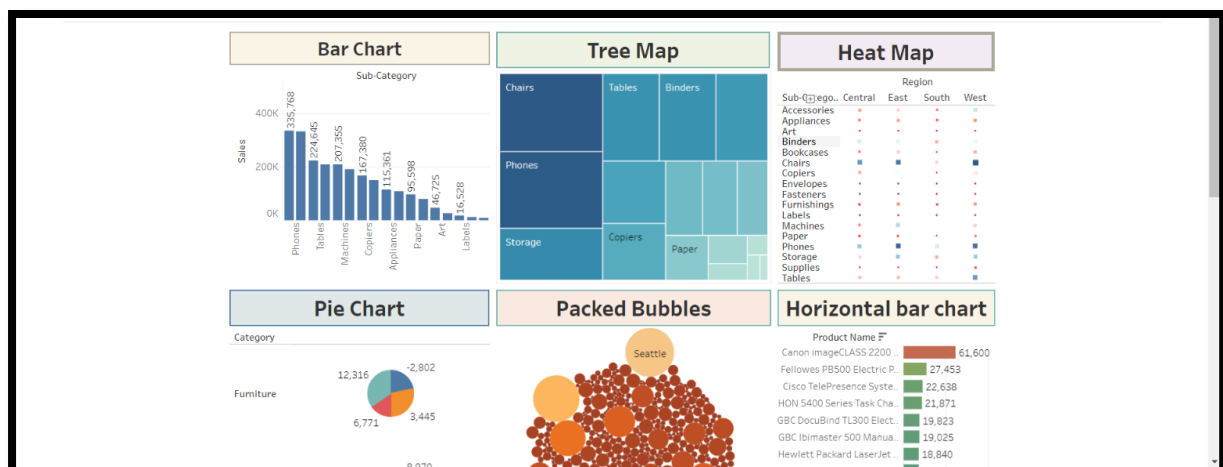 Bar Chart
Sub-Category
Sales
400K
200K
0K
335,768
224,645
207,355
167,380
115,361
95,598
46,725
16,528
Phones
Tables
Machines
Copiers
Appliances
Paper
Art
Labels
Tree Map
Chairs
Tables
Binders
Phones
Storage
Copiers
Paper
Heat Map
Region
Central East South West
Accessories
Appliances
Art
Binders
Bookcases
Chairs
Copiers
Envelopes
Fasteners
Furnishings
Labels
Machines
Paper
Phones
Storage
Supplies
Tables
Pie Chart
Category
Furniture
12,316
-2,802
6,771
3,445
Packed Bubbles
Seattle
Horizontal bar chart
Product Name
Canon imageCLASS 2200 .. 61,600
Fellowes PB500 Electric P.. 27,453
Cisco TelePresence Syste.. 22,638
HON 5400 Series Task Cha.. 21,871
GBC DocuBind TL300 Elect.. 19,823
GBC Ibimaster 500 Manua.. 19,025
Hewlett Packard LaserJet .. 18,840